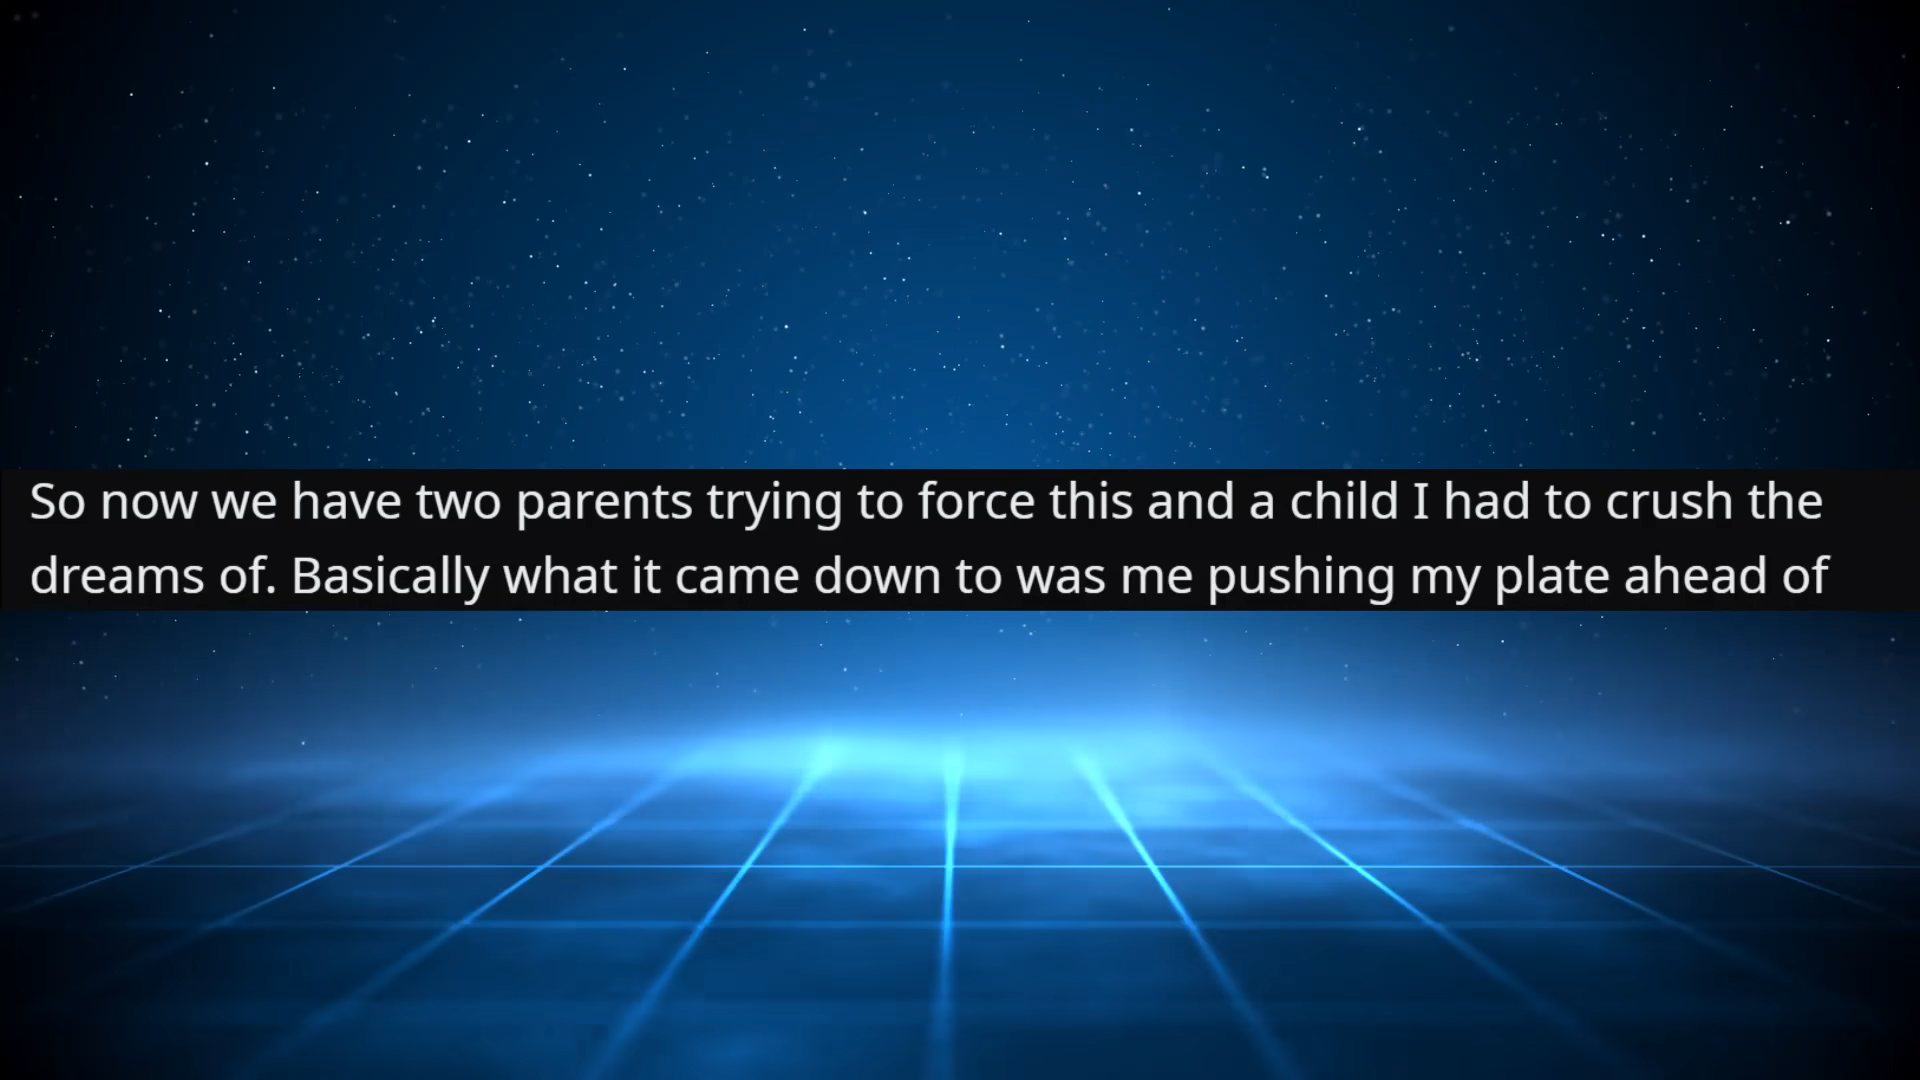 So now we have two parents trying to force this and a child I had to crush the
dreams of. Basically what it came down to was me pushing my plate ahead of